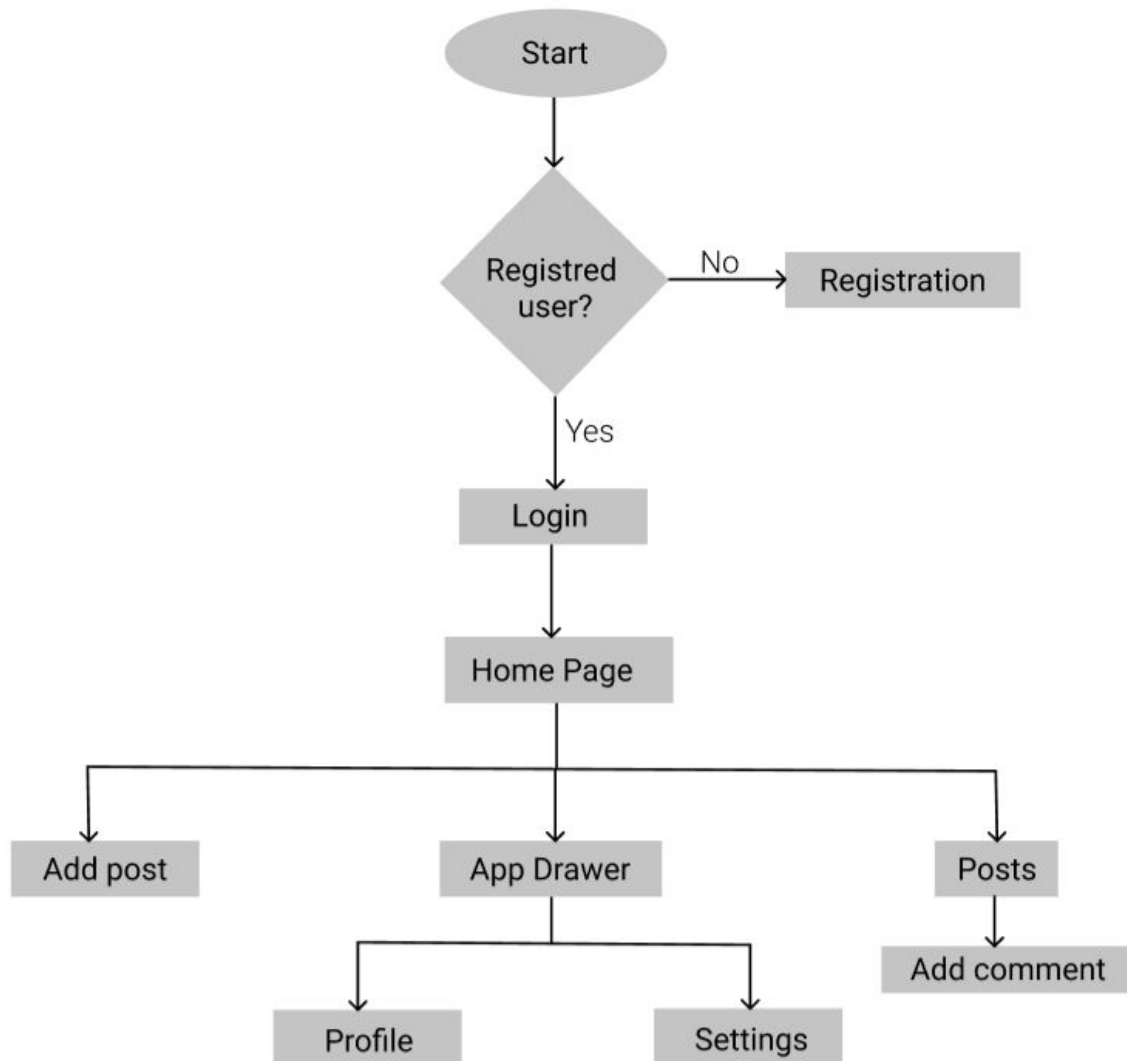 Start
Registred
user?
No
Registration
Yes
Login
Home Page
Add post
App Drawer
Posts
Add comment
Profile
Settings